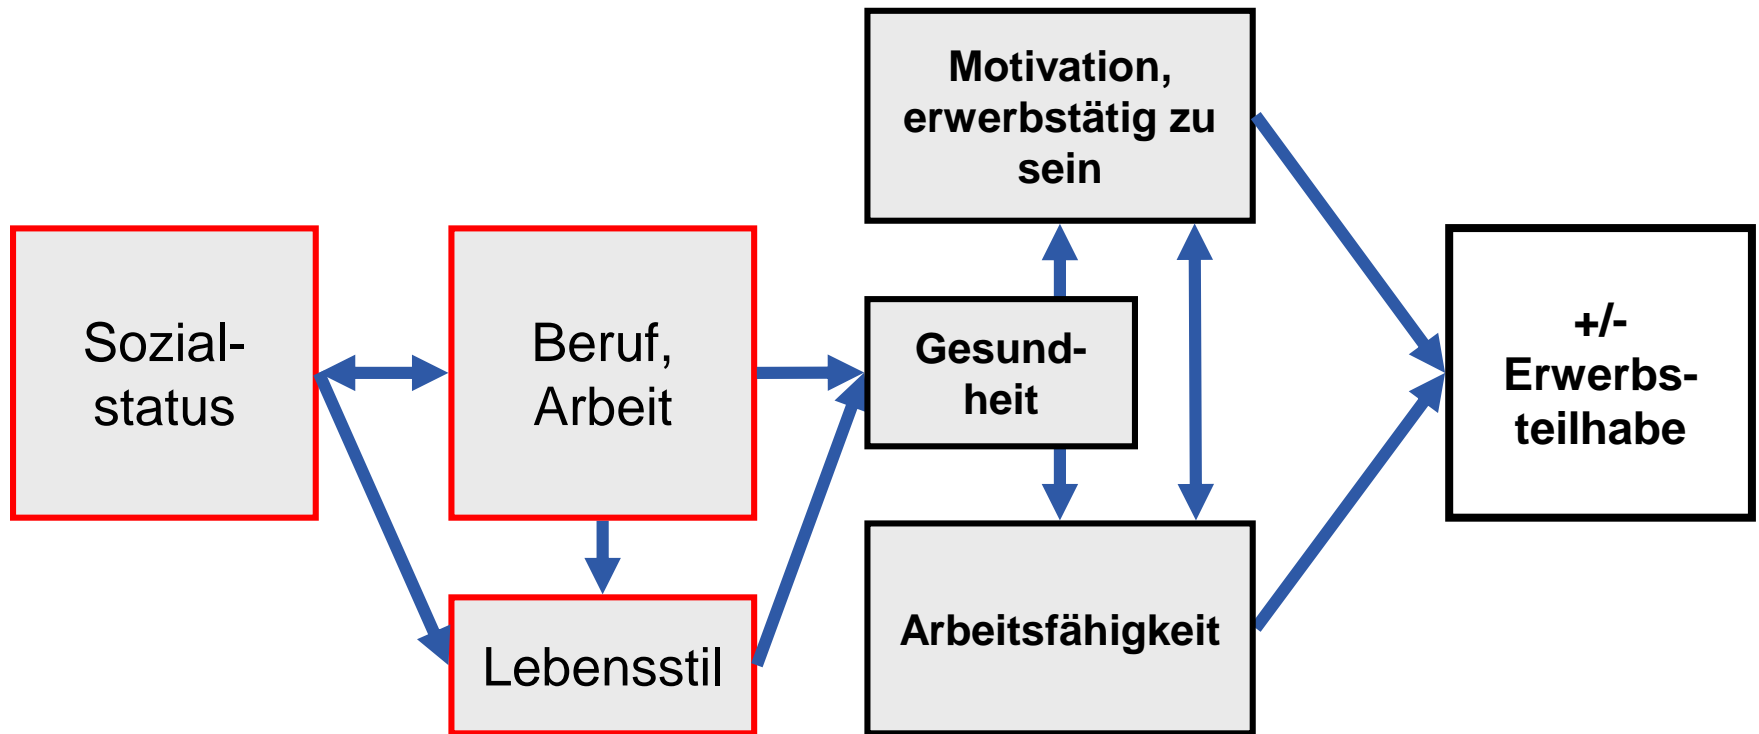 Motivation,
erwerbstätig zu
sein
Sozial-
status
Beruf,
Arbeit
Gesund-
heit
+/-
Erwerbs-
teilhabe
Lebensstil
Arbeitsfähigkeit